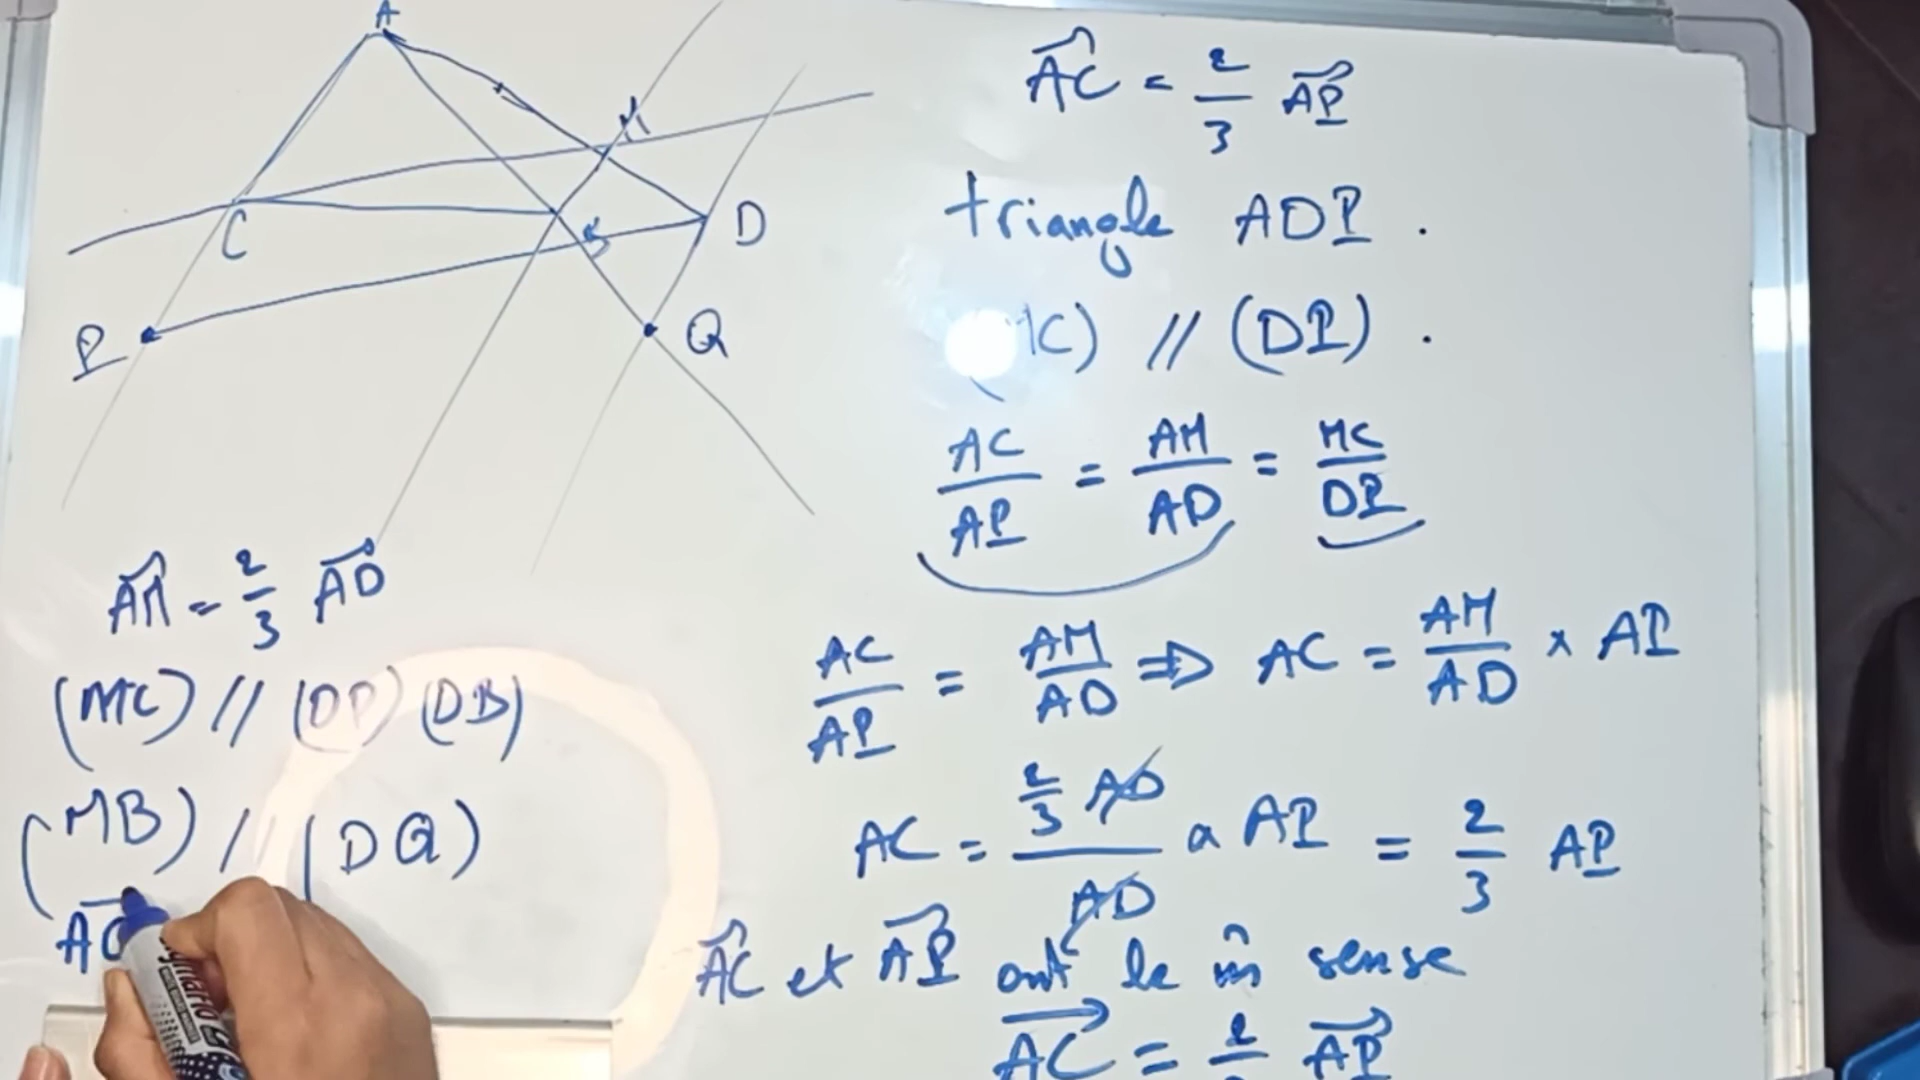 A
M
C
D
P
Q
AC = 2/3 AP
triangle ADP .
C) // (DP) .
AC/AP = AM/AD = MC/DP
AC/AP = AM/AD ⇒ AC = AM/AD × AP
AC = 2/3 AD / AD × AP = 2/3 AP
AC et AP ont le m̂ sense
AC = 2 AP
AM = 2/3 AD
(MC) // (DP) (DB)
(MB) // (DQ)